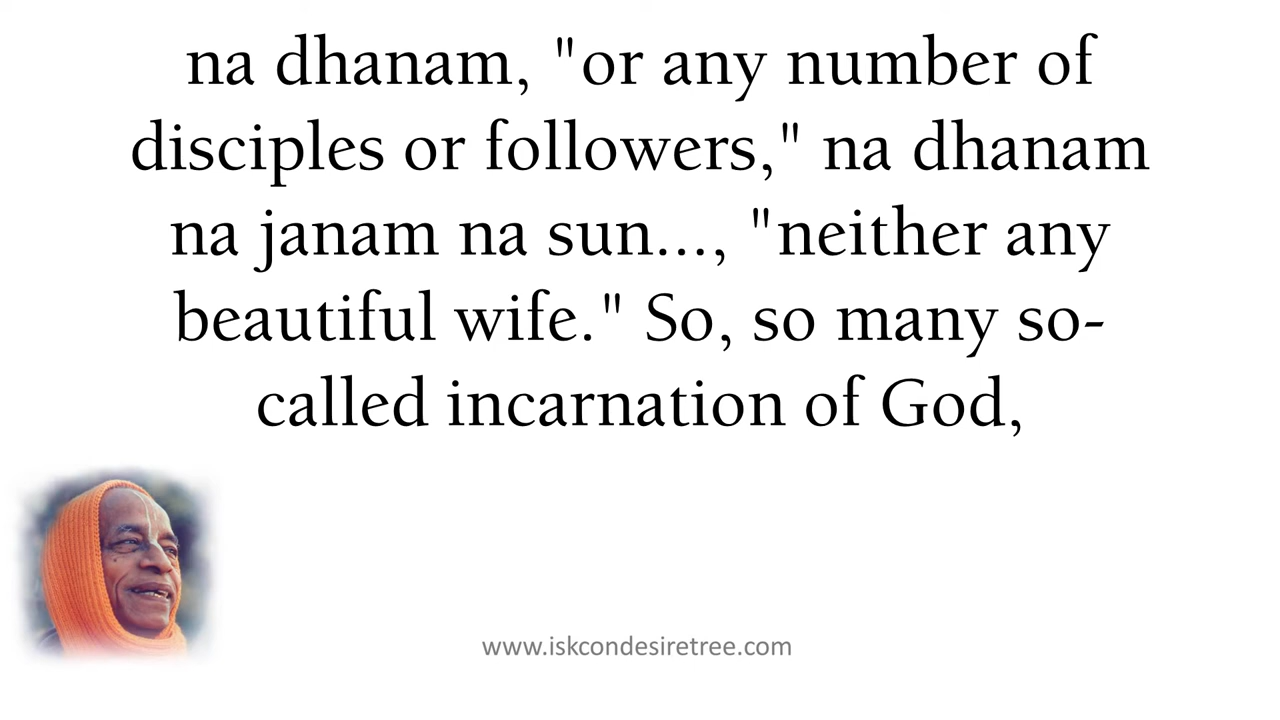 na dhanam, "or any number of
disciples or followers," na dhanam
na janam na sun..., "neither any
beautiful wife." So, so many so-
called incarnation of God,
www.iskcondesiretree.com